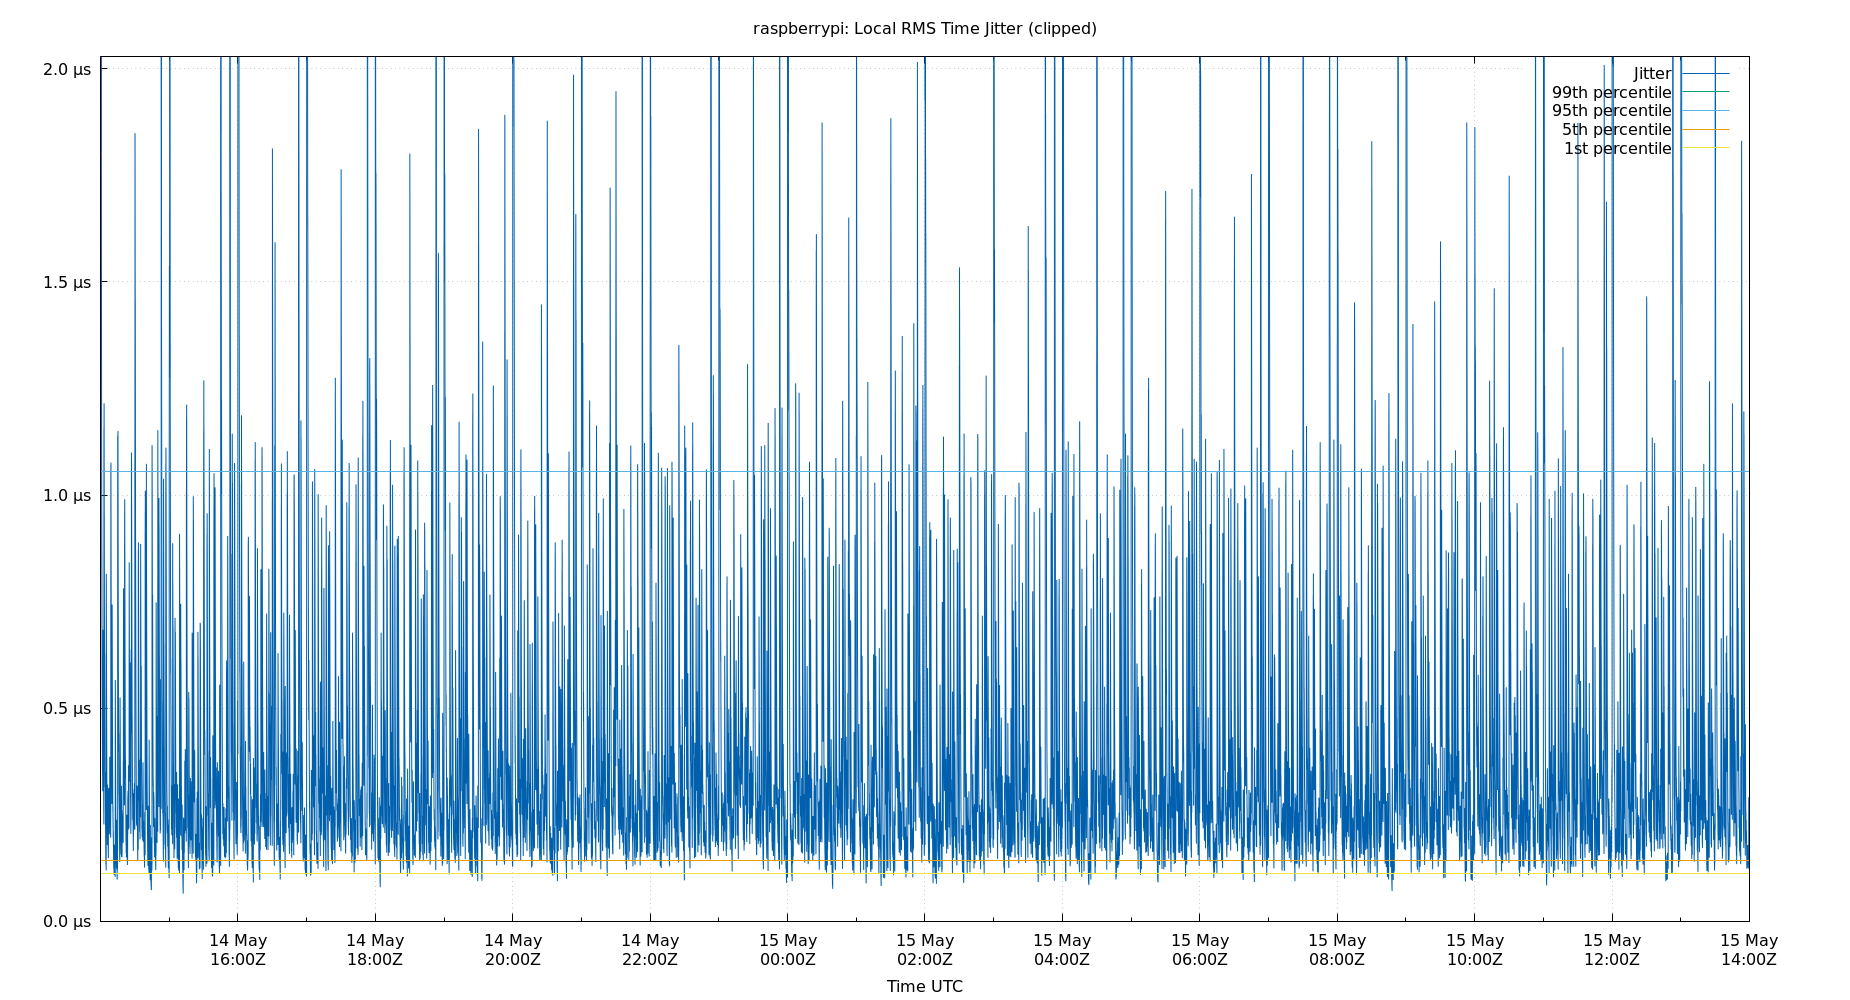 raspberrypi: Local RMS Time Jitter (clipped)
2.0 µs
1.5 µs
1.0 µs
0.5 µs
0.0 µs
Jitter
99th percentile
95th percentile
5th percentile
1st percentile
14 May 14 May 14 May 14 May 15 May 15 May 15 May 15 May 15 May 15 May 15 May 15 May
16:00Z 18:00Z 20:00Z 22:00Z 00:00Z 02:00Z 04:00Z 06:00Z 08:00Z 10:00Z 12:00Z 14:00Z
Time UTC